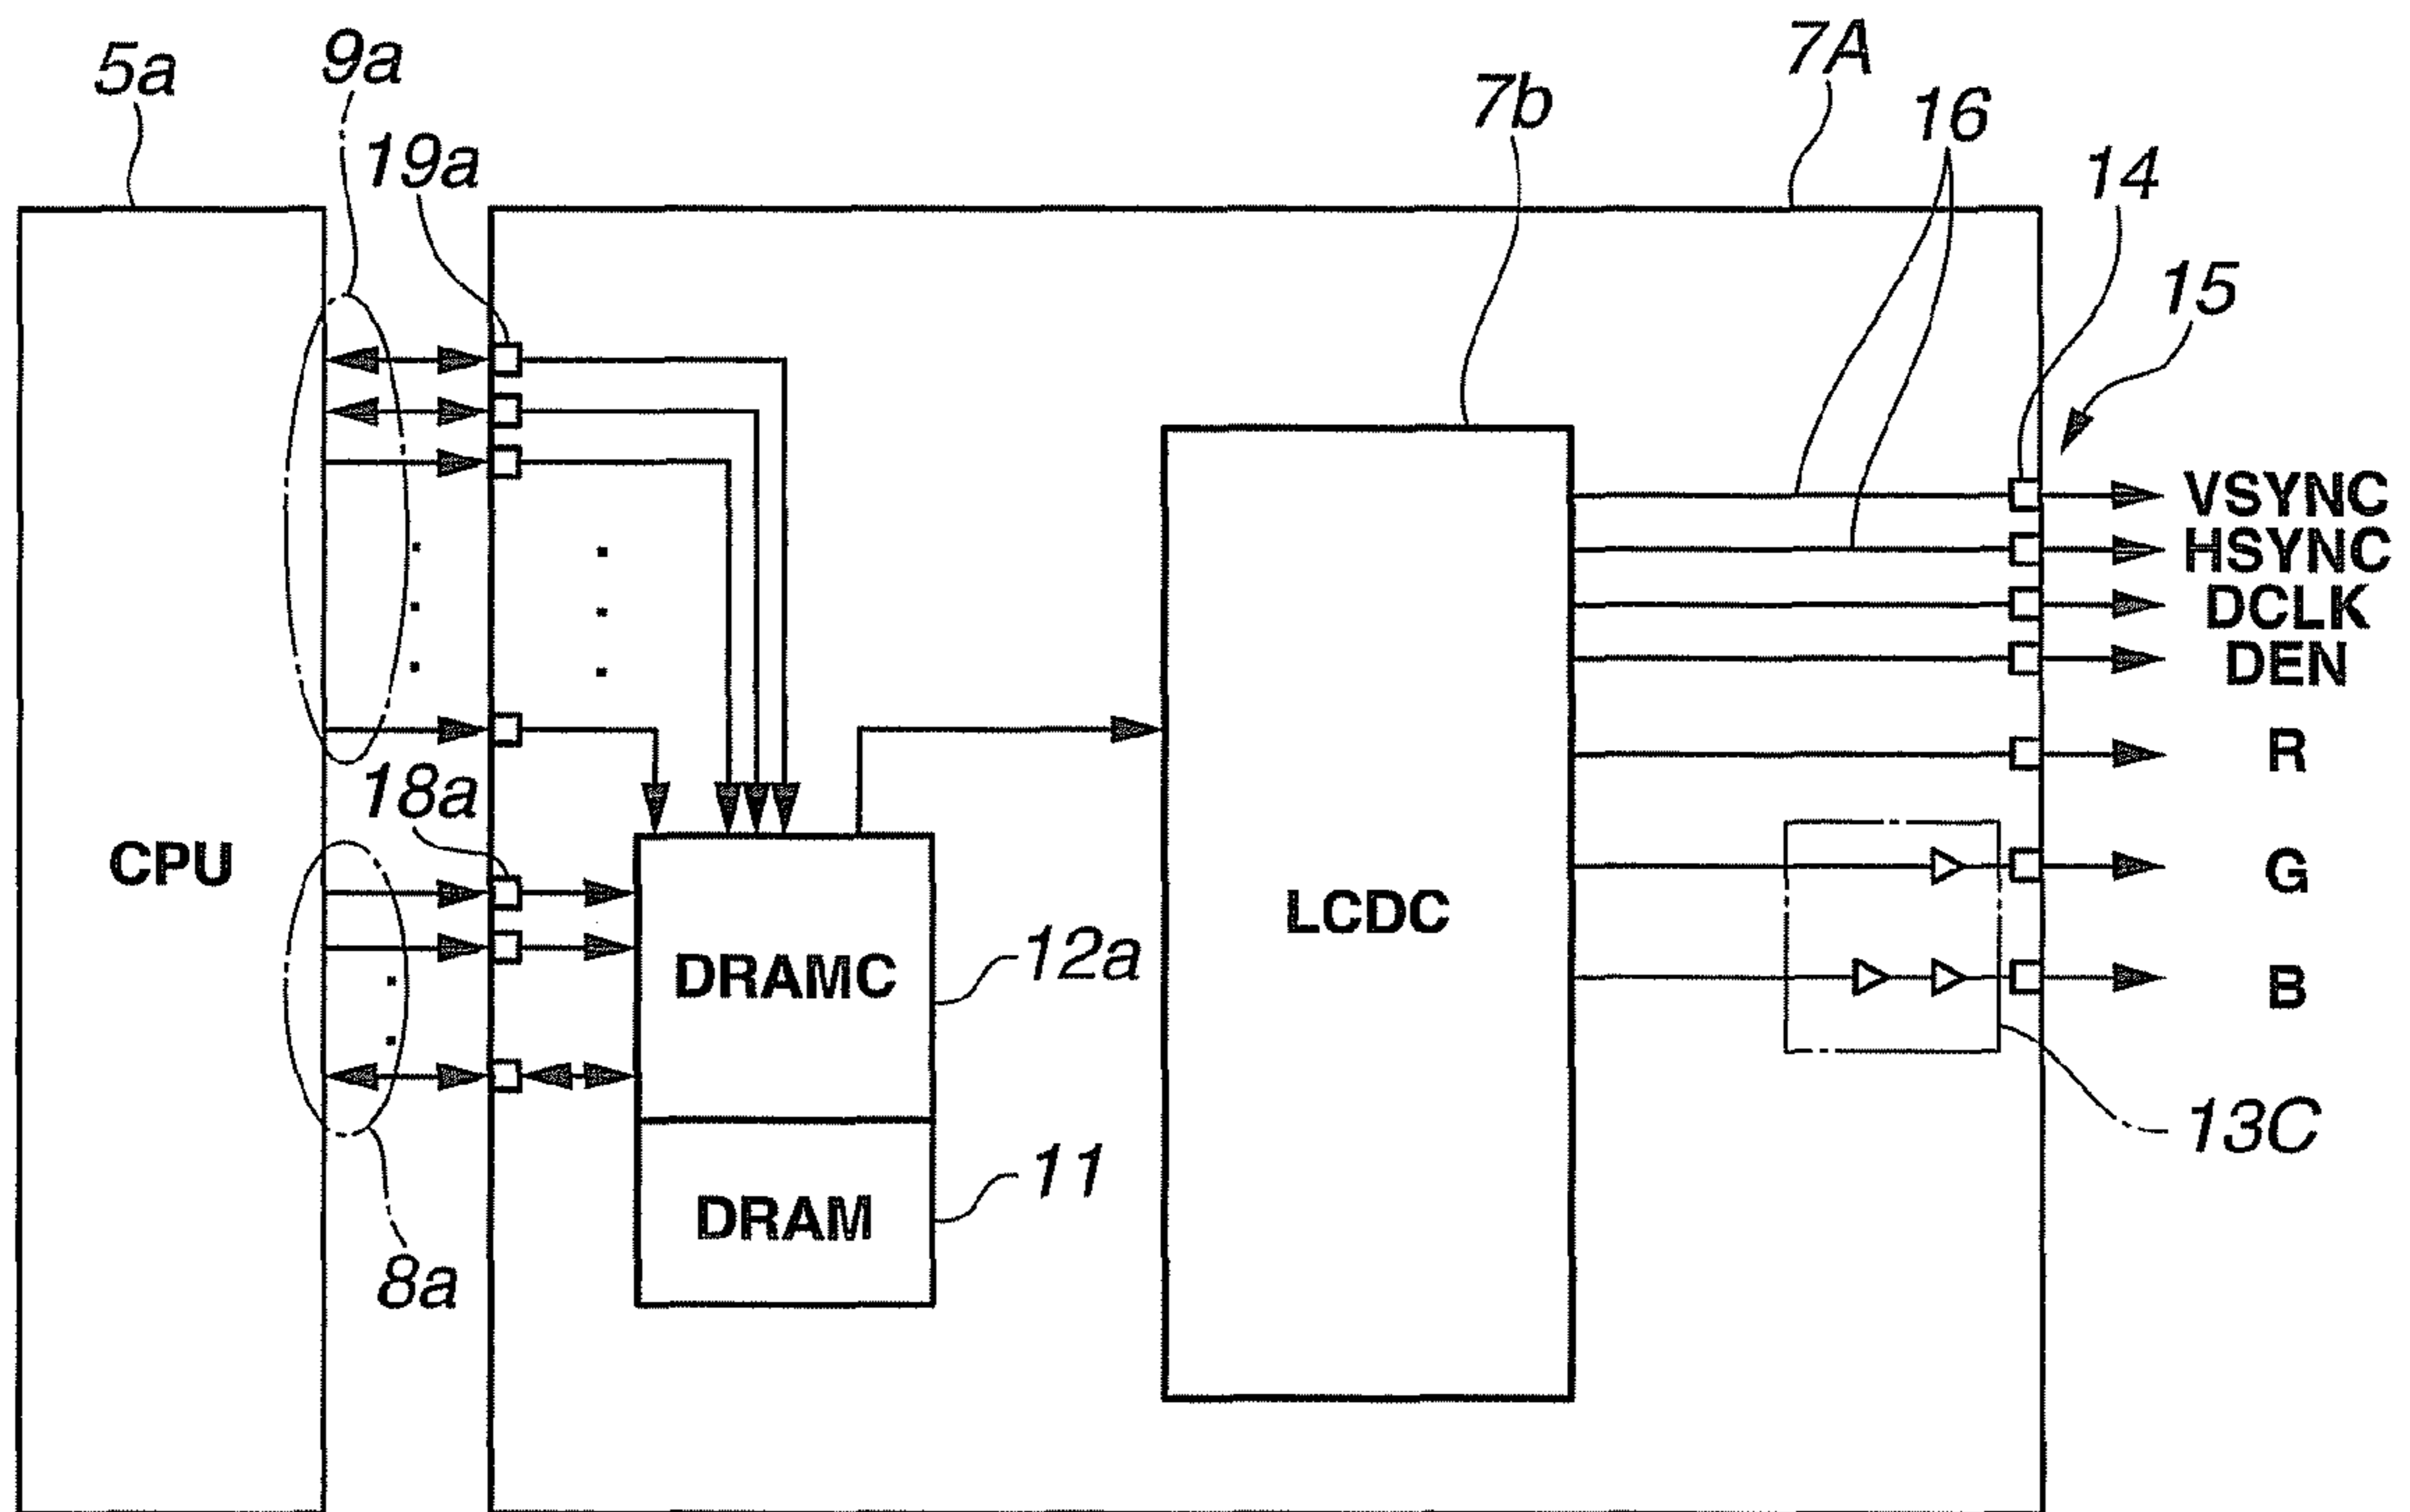 5a
9a
19a
7b
7A
16
14
15
VSYNC
HSYNC
DCLK
DEN
R
G
B
18a
CPU
LCDC
DRAMC
12a
DRAM
11
13C
8a